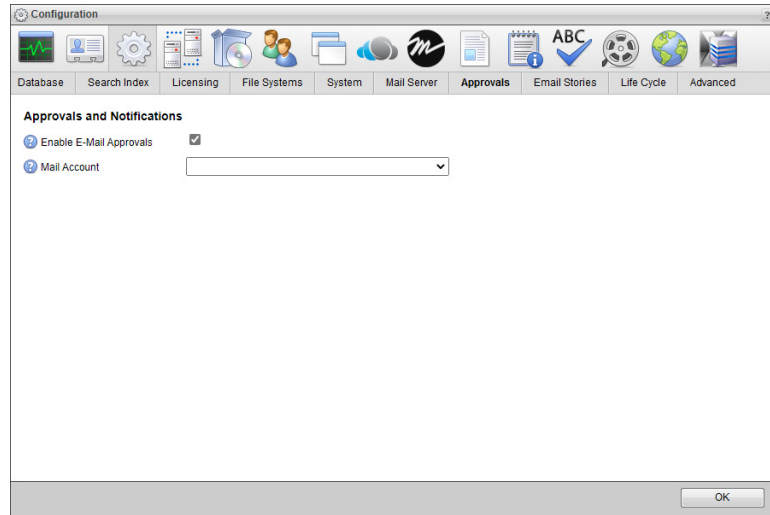 Configuration
?
ABC
m
Database Search Index Licensing File Systems System Mail Server Approvals Email Stories Life Cycle Advanced
Approvals and Notifications
? Enable E-Mail Approvals
? Mail Account
OK